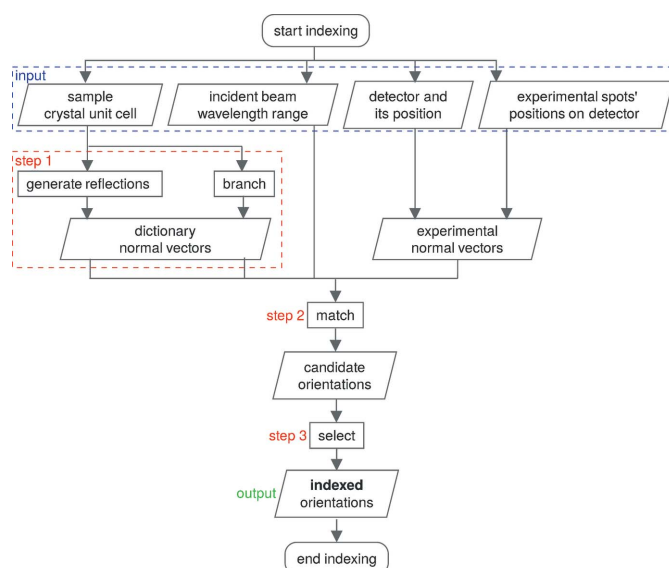 start indexing
input
sample
crystal unit cell
incident beam
wavelength range
detector and
its position
experimental spots'
positions on detector
step 1
generate reflections
branch
dictionary
normal vectors
experimental
normal vectors
step 2
match
candidate
orientations
step 3
select
output
indexed
orientations
end indexing